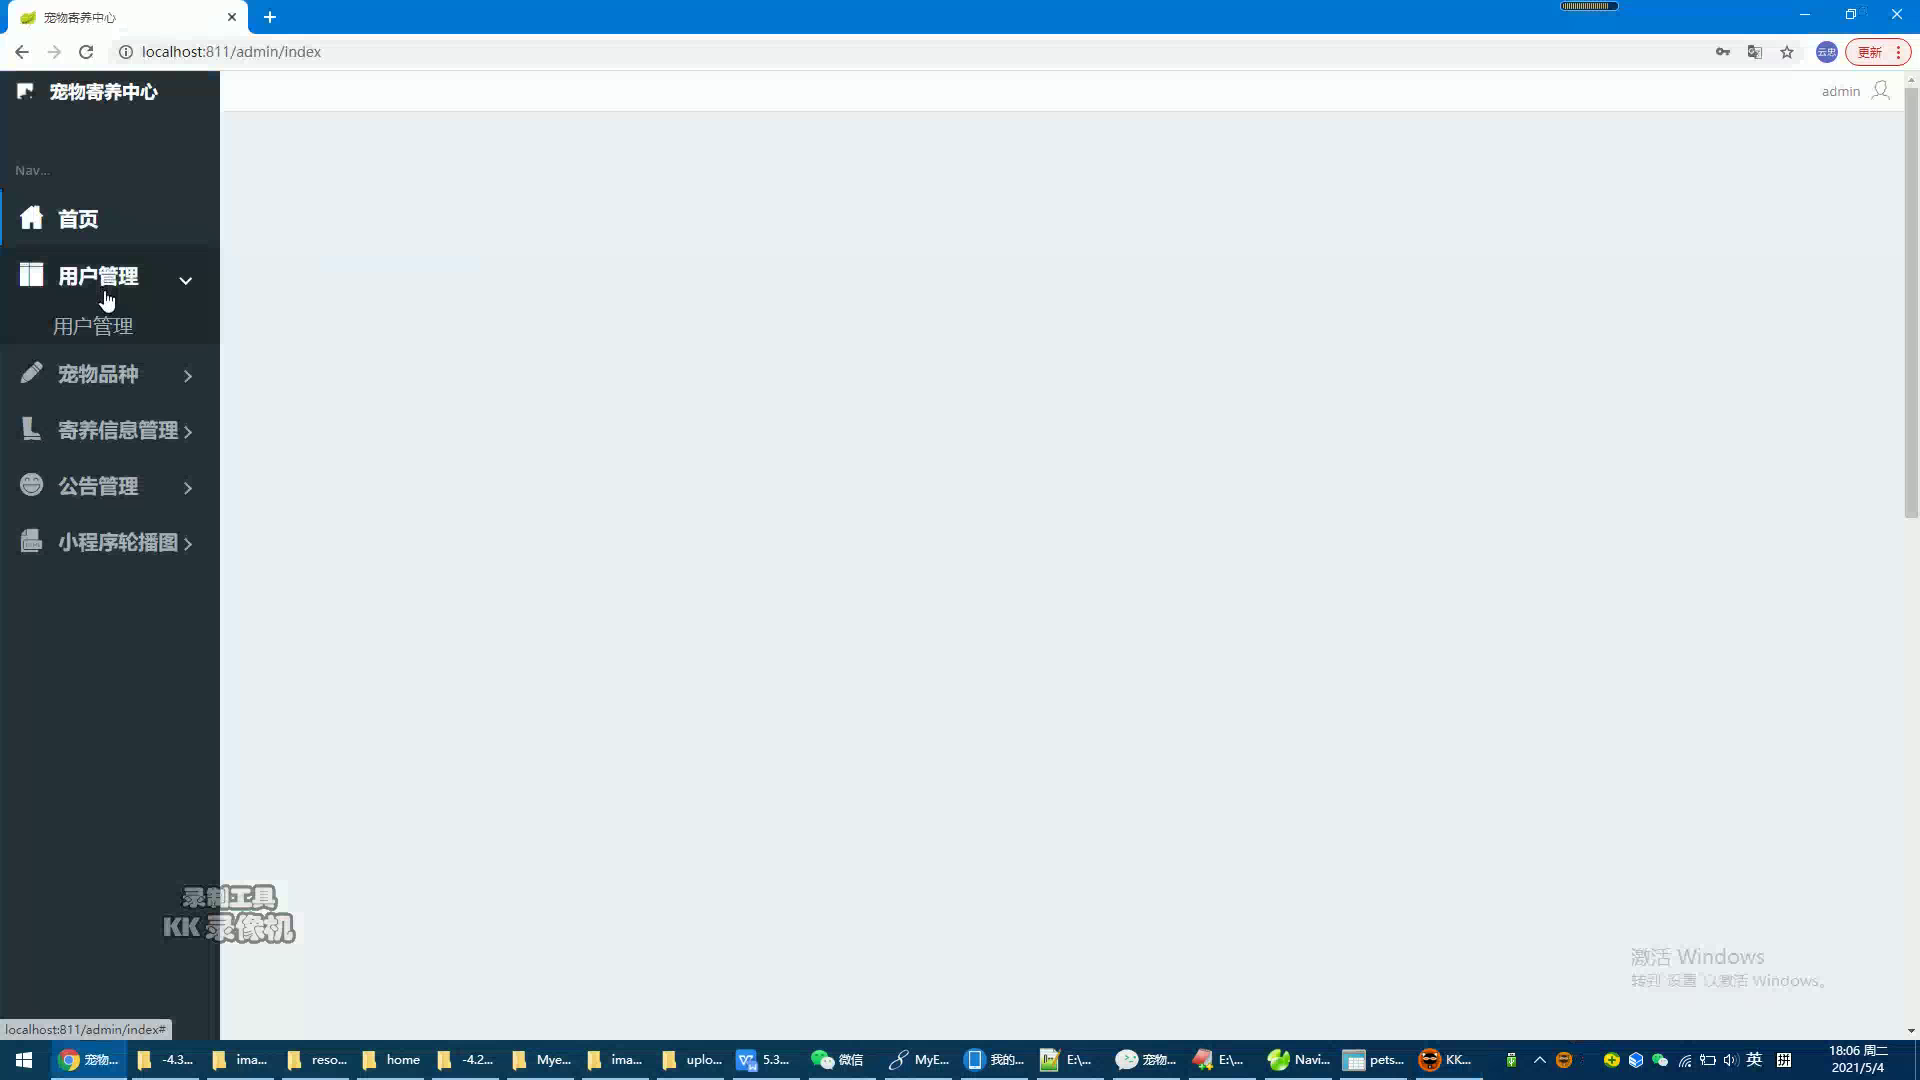 宠物寄养中心
localhost:811/admin/index
更新
宠物寄养中心
admin
Nav...
首页
用户管理
用户管理
宠物品种
寄养信息管理
公告管理
小程序轮播图
录制工具
KK 录像机
激活 Windows
转到“设置”以激活 Windows。
localhost:811/admin/index#
宠物...
-4.3...
ima...
reso...
home
-4.2...
Mye...
ima...
uplo...
5.3...
微信
MyE...
我的...
E:\...
宠物...
E:\...
Navi...
pets...
KK...
英
拼
18:06 周二
2021/5/4